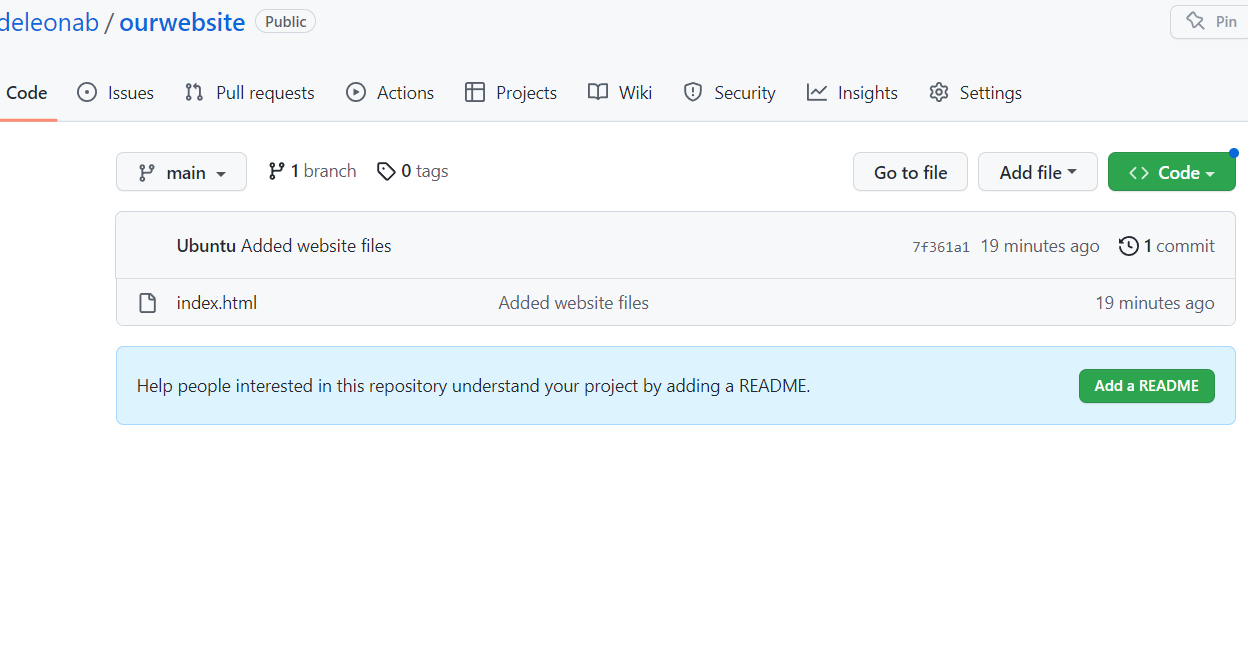 deleonab / ourwebsite Public Pin
Code Issues Pull requests Actions Projects Wiki Security Insights Settings
main 1 branch 0 tags Go to file Add file <> Code
Ubuntu Added website files 7f361a1 19 minutes ago 1 commit
index.html Added website files 19 minutes ago
Help people interested in this repository understand your project by adding a README. Add a README